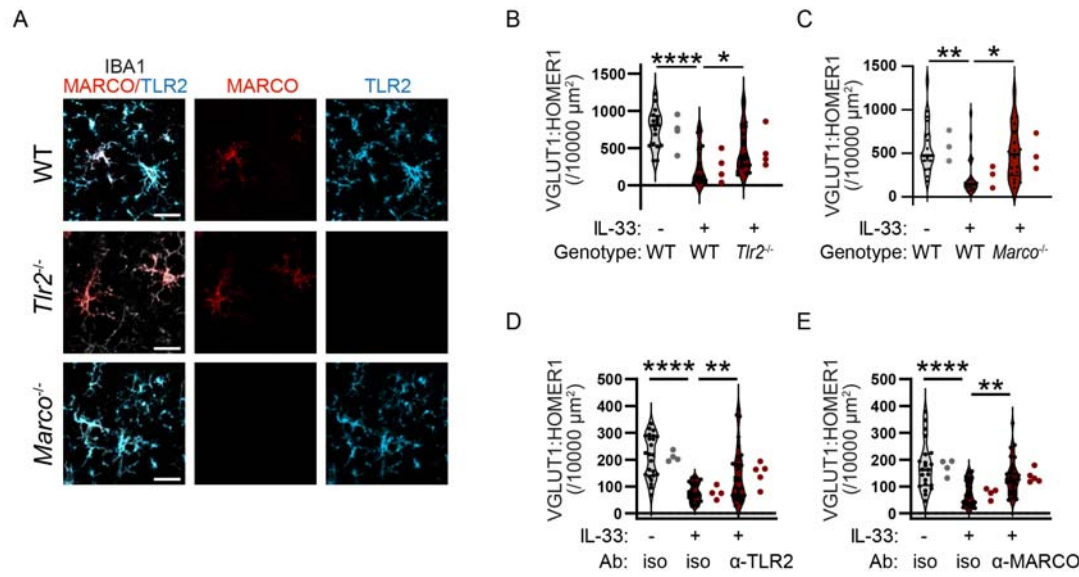 A
IBA1
MARCO/TLR2
MARCO
TLR2
WT
Tlr2-/-
Marco-/-
B
VGLUT1:HOMER1
(/10000 µm²)
1500
1000
500
0
****
*
IL-33: - + +
Genotype: WT WT Tlr2-/-
C
VGLUT1:HOMER1
(/10000 µm²)
1500
1000
500
0
**
*
IL-33: - + +
Genotype: WT WT Marco-/-
D
VGLUT1:HOMER1
(/10000 µm²)
500
400
300
200
100
0
****
**
IL-33: - + +
Ab: iso iso α-TLR2
E
VGLUT1:HOMER1
(/10000 µm²)
500
400
300
200
100
0
****
**
IL-33: - + +
Ab: iso iso α-MARCO